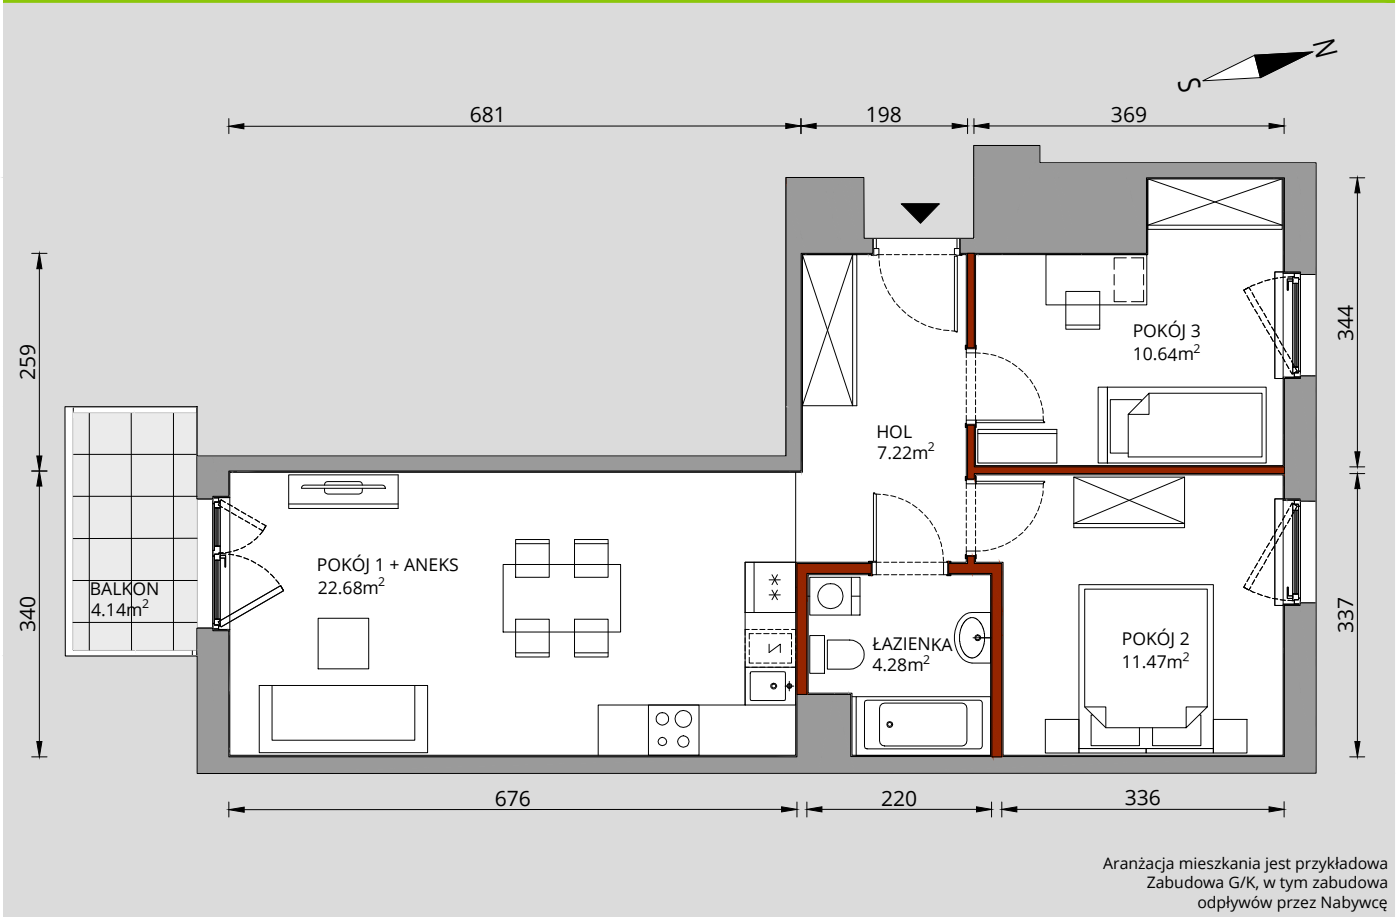 N
S
681
198
369
259
344
POKÓJ 3
10.64m²
HOL
7.22m²
POKÓJ 1 + ANEKS
22.68m²
BALKON
4.14m²
340
ŁAZIENKA
4.28m²
POKÓJ 2
11.47m²
337
676
220
336
Aranżacja mieszkania jest przykładowa
Zabudowa G/K, w tym zabudowa
odpływów przez Nabywcę